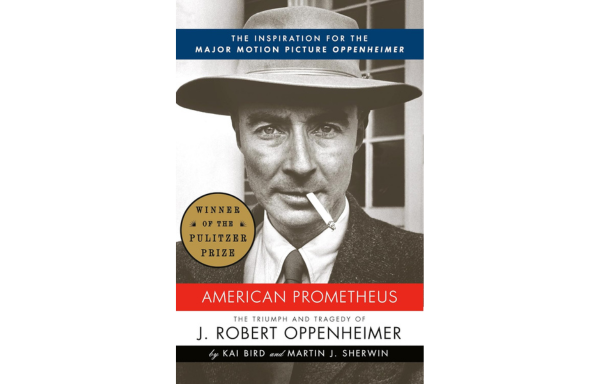 THE INSPIRATION FOR THE
MAJOR MOTION PICTURE OPPENHEIMER
WINNER
OF THE
PULITZER
PRIZE
AMERICAN PROMETHEUS
THE TRIUMPH AND TRAGEDY OF
J. ROBERT OPPENHEIMER
by KAI BIRD and MARTIN J. SHERWIN